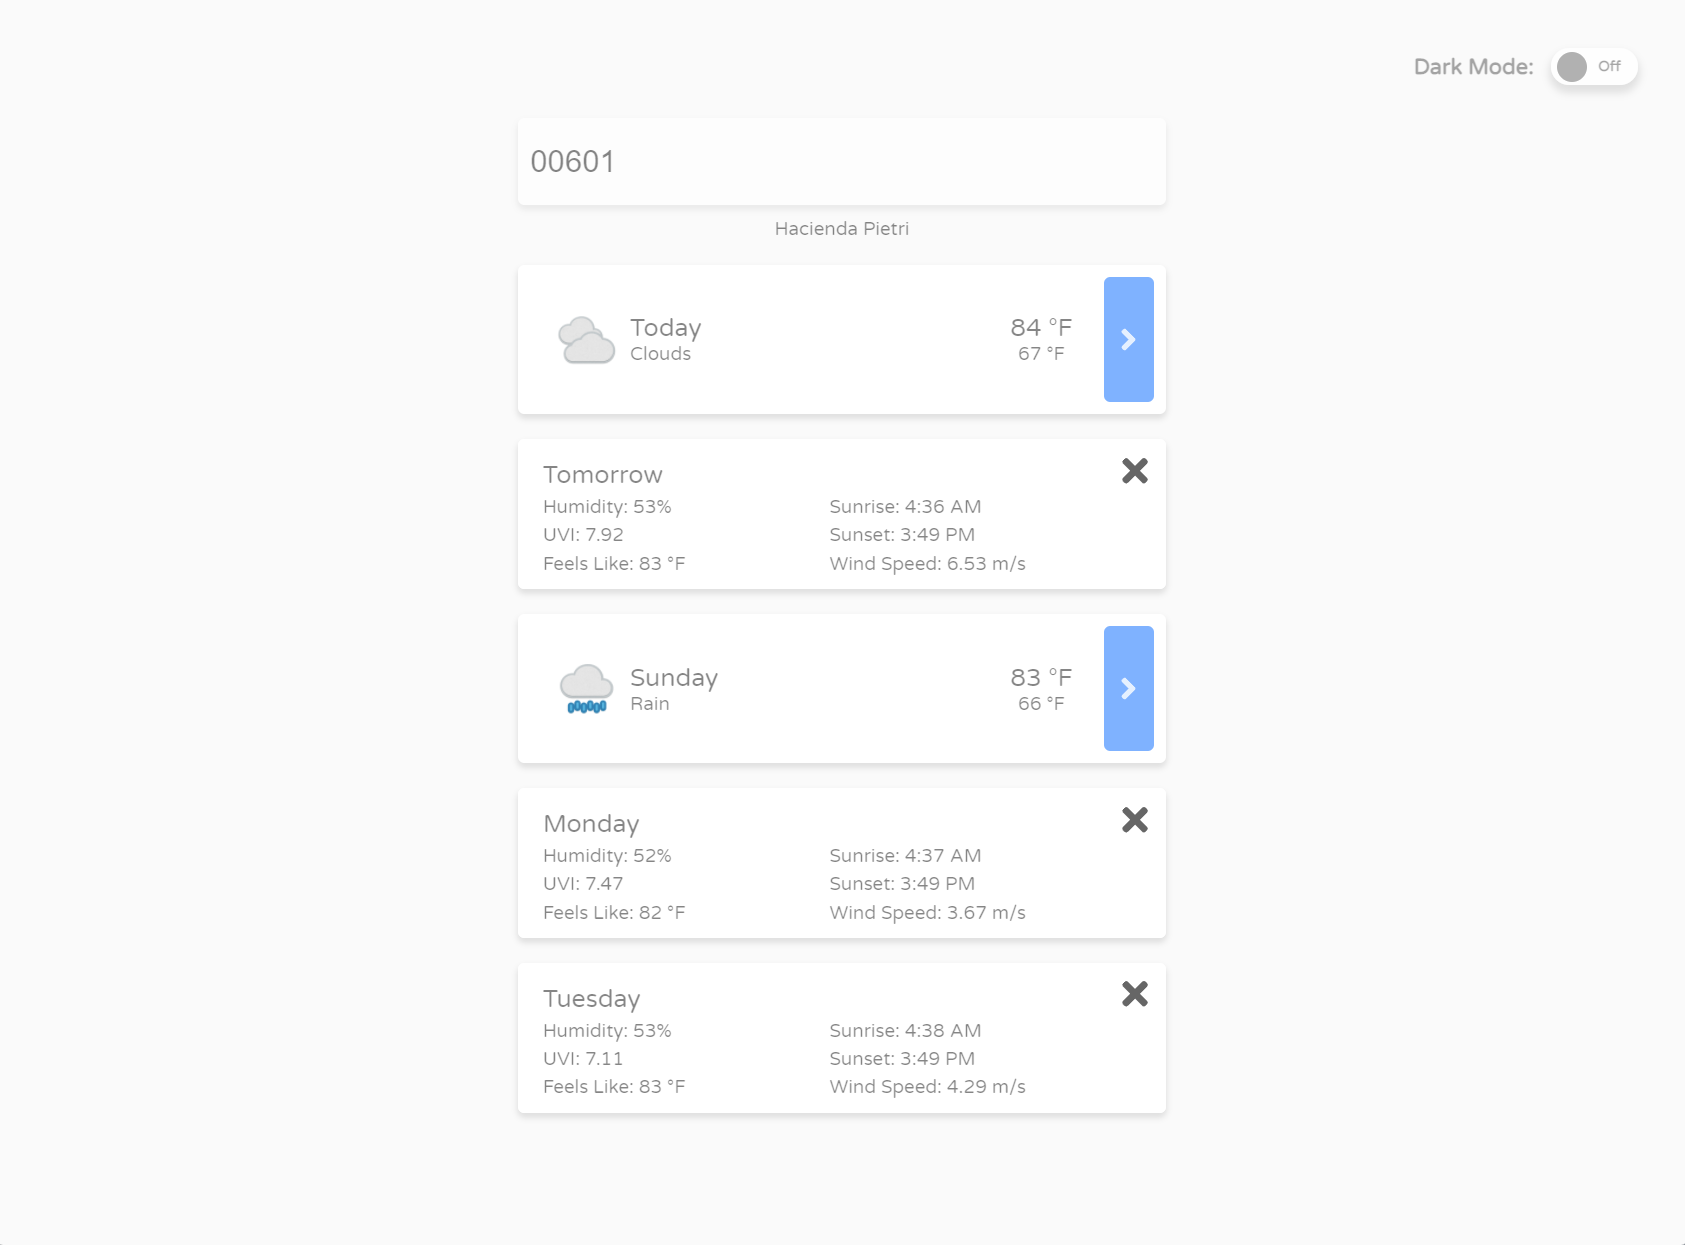 Dark Mode: Off
00601
Hacienda Pietri
Today 84 °F
Clouds 67 °F
Tomorrow
Humidity: 53% Sunrise: 4:36 AM
UVI: 7.92 Sunset: 3:49 PM
Feels Like: 83 °F Wind Speed: 6.53 m/s
Sunday 83 °F
Rain 66 °F
Monday
Humidity: 52% Sunrise: 4:37 AM
UVI: 7.47 Sunset: 3:49 PM
Feels Like: 82 °F Wind Speed: 3.67 m/s
Tuesday
Humidity: 53% Sunrise: 4:38 AM
UVI: 7.11 Sunset: 3:49 PM
Feels Like: 83 °F Wind Speed: 4.29 m/s